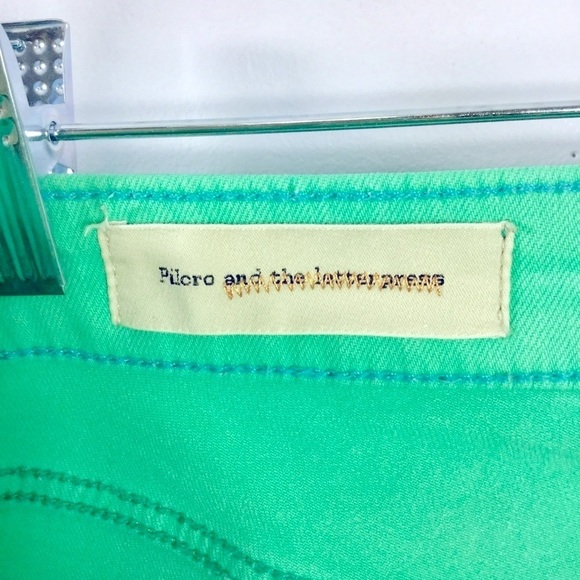 Pilcro and the letterpress